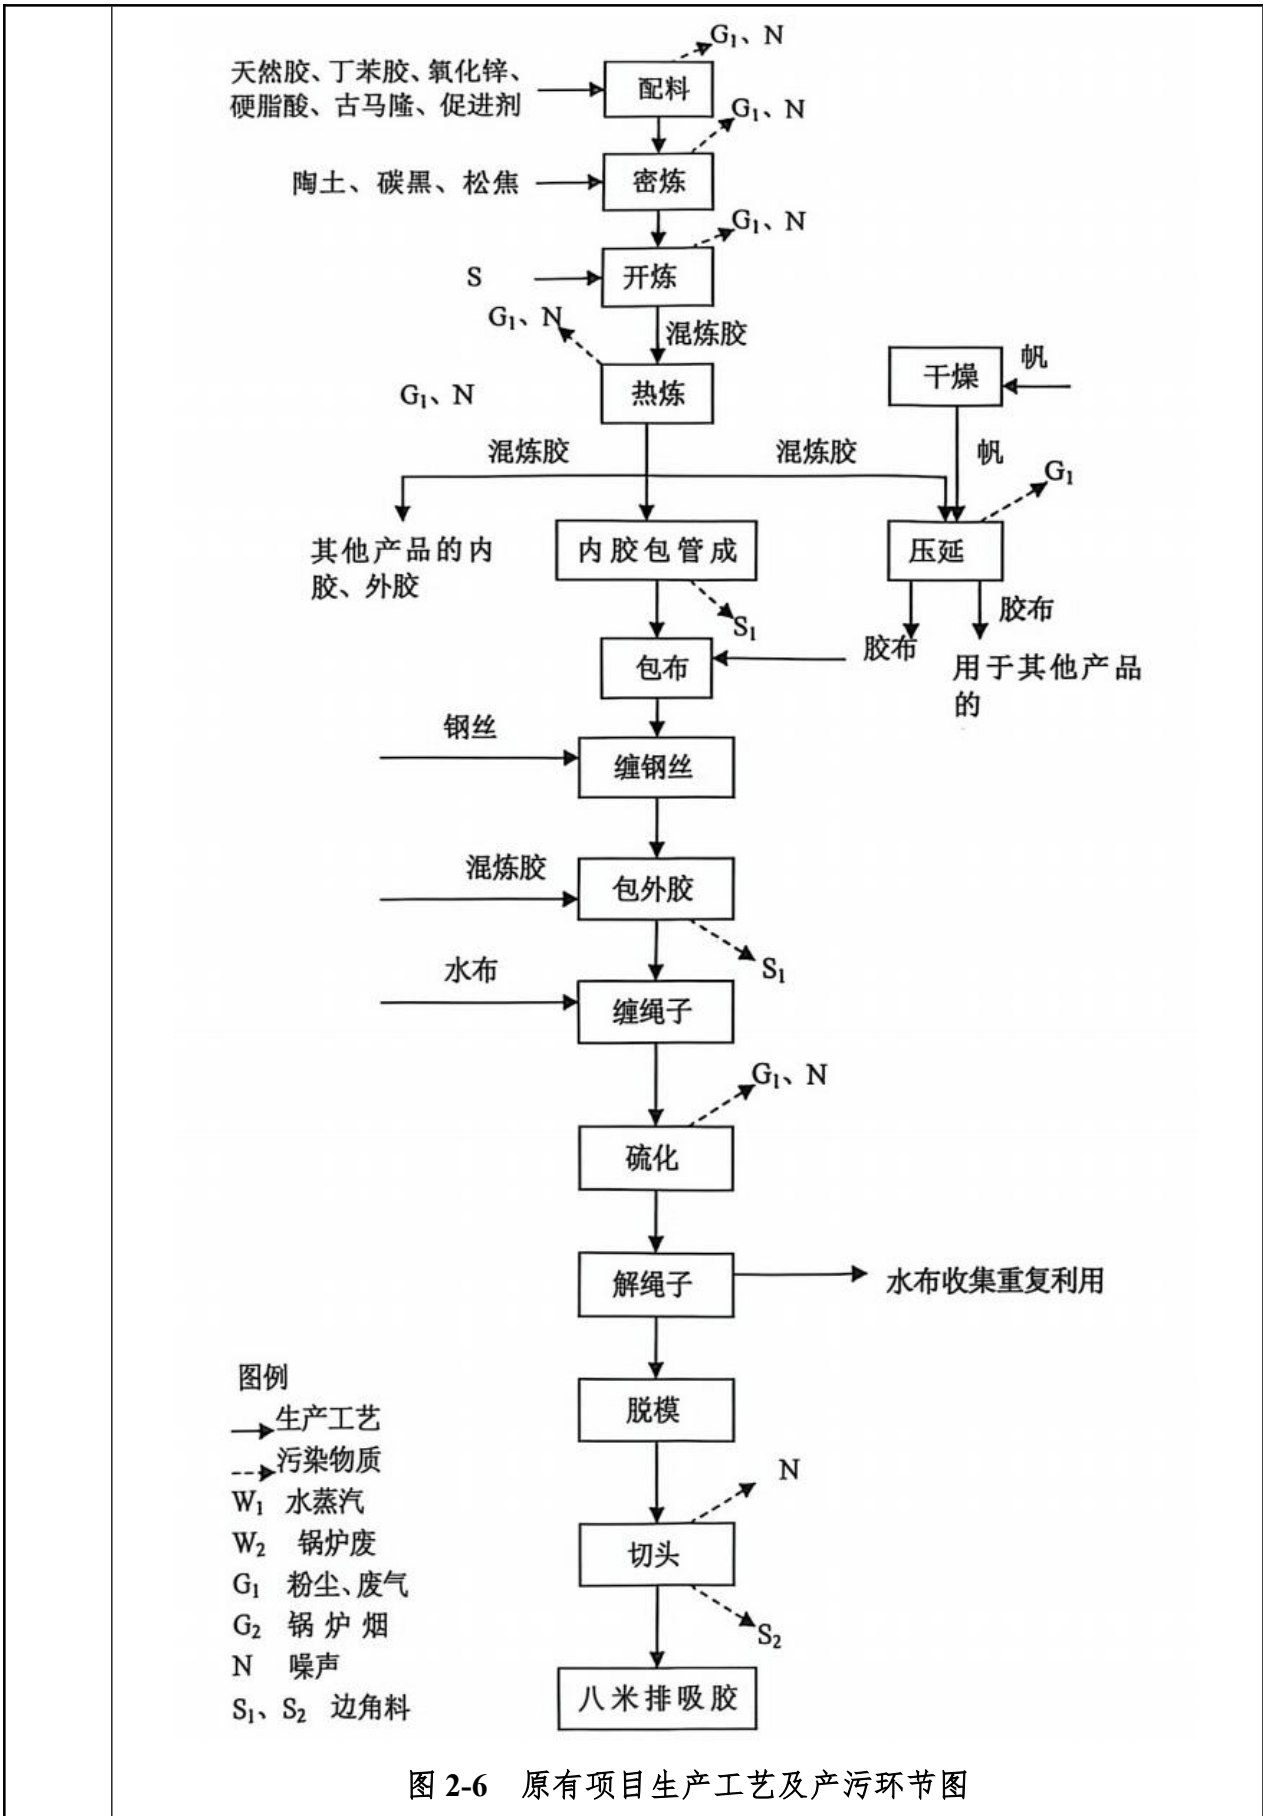 G₁、N
天然胶、丁苯胶、氧化锌、
硬脂酸、古马隆、促进剂
配料
G₁、N
陶土、碳黑、松焦
密炼
G₁、N
S
开炼
G₁、N
混炼胶
干燥
帆
G₁、N
热炼
混炼胶
混炼胶
帆
G₁
其他产品的内
胶、外胶
内胶包管成
压延
S₁
胶布
胶布
包布
用于其他产品
的
钢丝
缠钢丝
混炼胶
包外胶
S₁
水布
缠绳子
G₁、N
硫化
解绳子
水布收集重复利用
脱模
N
切头
S₂
八米排吸胶
图例
生产工艺
污染物质
W₁ 水蒸汽
W₂ 锅炉废
G₁ 粉尘、废气
G₂ 锅炉烟
N 噪声
S₁、S₂ 边角料
图 2-6 原有项目生产工艺及产污环节图